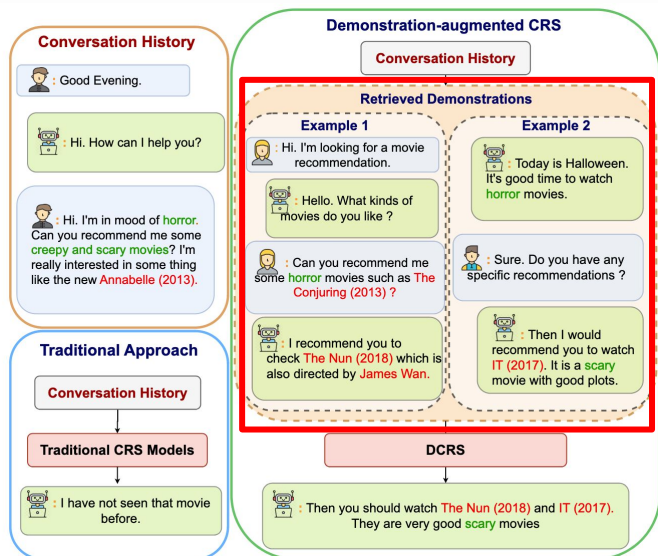 Conversation History
: Good Evening.
: Hi. How can I help you?
: Hi. I'm in mood of horror.
Can you recommend me some
creepy and scary movies? I'm
really interested in some thing
like the new Annabelle (2013).
Traditional Approach
Conversation History
Traditional CRS Models
: I have not seen that movie
before.
Demonstration-augmented CRS
Conversation History
Retrieved Demonstrations
Example 1
: Hi. I'm looking for a movie
recommendation.
: Hello. What kinds of
movies do you like ?
: Can you recommend me
some horror movies such as The
Conjuring (2013) ?
: I recommend you to
check The Nun (2018) which is
also directed by James Wan.
Example 2
: Today is Halloween.
It's good time to watch
horror movies.
: Sure. Do you have any
specific recommendations ?
: Then I would
recommend you to watch
IT (2017). It is a scary
movie with good plots.
DCRS
: Then you should watch The Nun (2018) and IT (2017).
They are very good scary movies